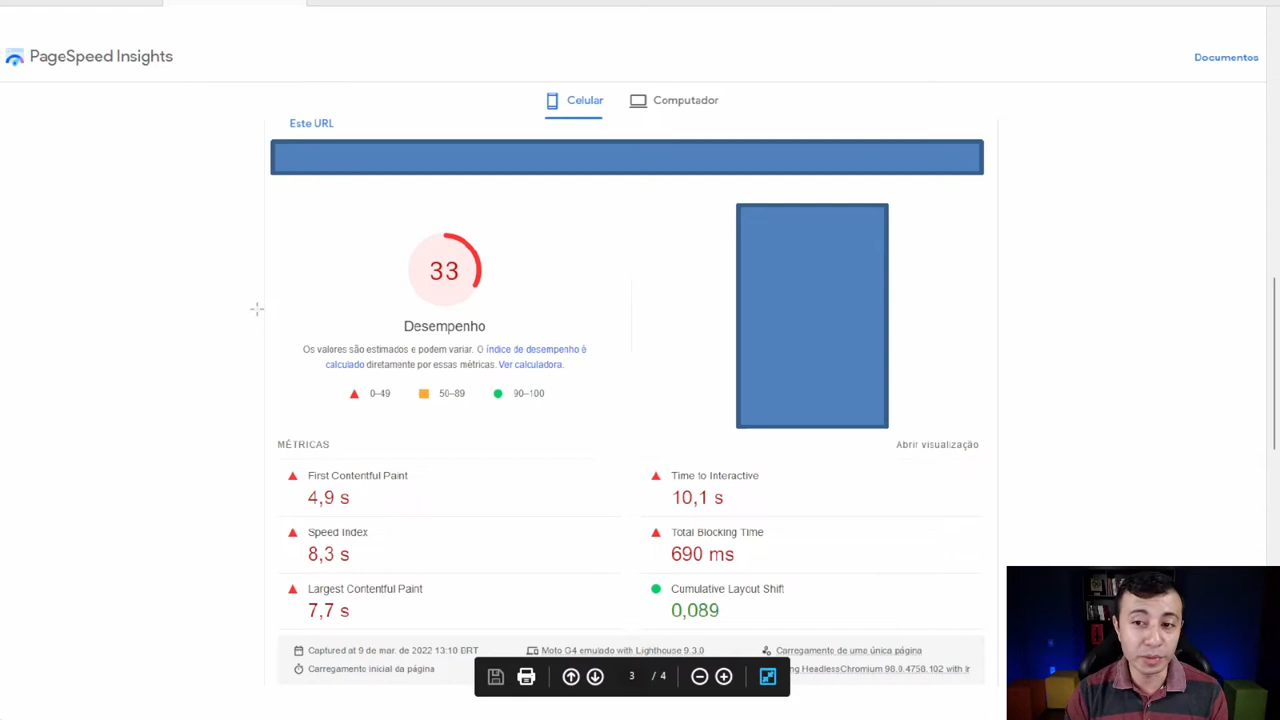 PageSpeed Insights
Documentos
Celular
Computador
Este URL
33
Desempenho
Os valores são estimados e podem variar. O índice de desempenho é
calculado diretamente por essas métricas. Ver calculadora.
0–49
50–89
90–100
MÉTRICAS
Abrir visualização
First Contentful Paint
4,9 s
Time to Interactive
10,1 s
Speed Index
8,3 s
Total Blocking Time
690 ms
Largest Contentful Paint
7,7 s
Cumulative Layout Shift
0,089
Captured at 9 de mar. de 2022 13:10 BRT
Moto G4 emulado with Lighthouse 9.3.0
Carregamento de uma única página
Carregamento inicial da página
HeadlessChromium 98.0.4758.102 with
3 / 4